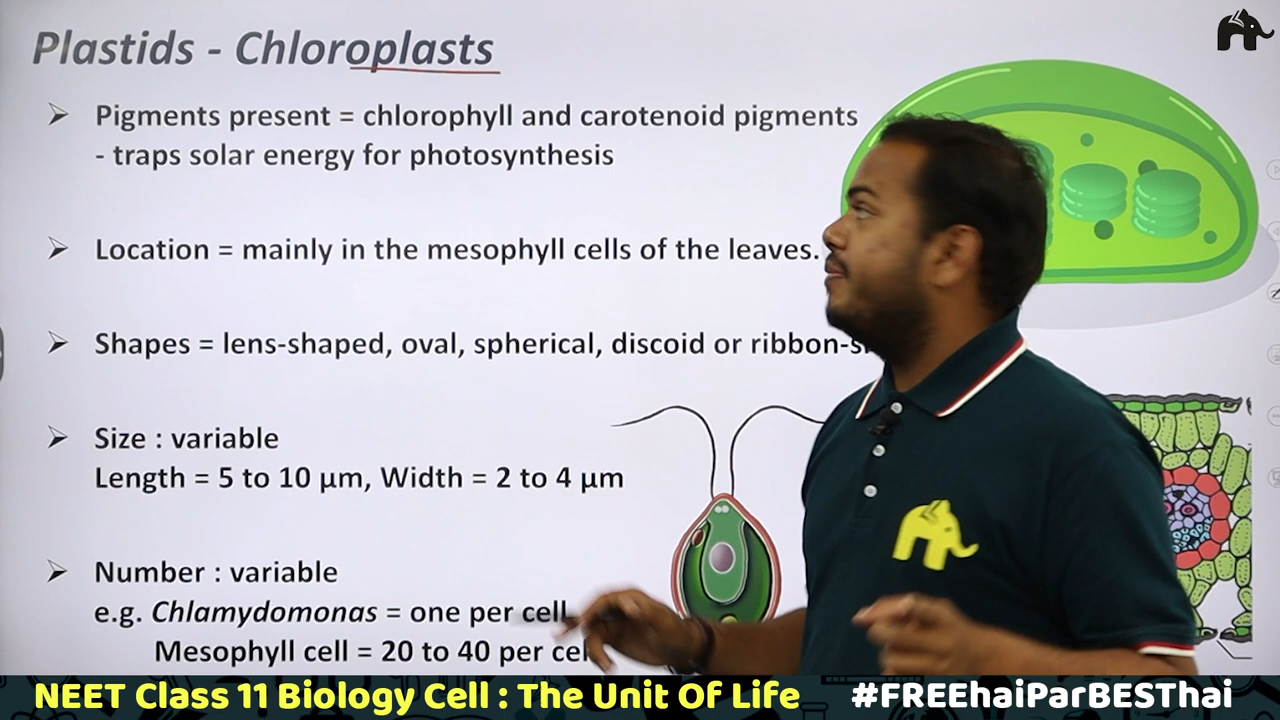 Plastids - Chloroplasts
➢ Pigments present = chlorophyll and carotenoid pigments
- traps solar energy for photosynthesis
➢ Location = mainly in the mesophyll cells of the leaves.
➢ Shapes = lens-shaped, oval, spherical, discoid or
➢ Size : variable
Length = 5 to 10 µm, Width = 2 to 4 µm
➢ Number : variable
e.g. Chlamydomonas = one per cell
Mesophyll cell = 20 to 40 per
NEET Class 11 Biology Cell : The Unit Of Life
#FREEhaiParBESThai